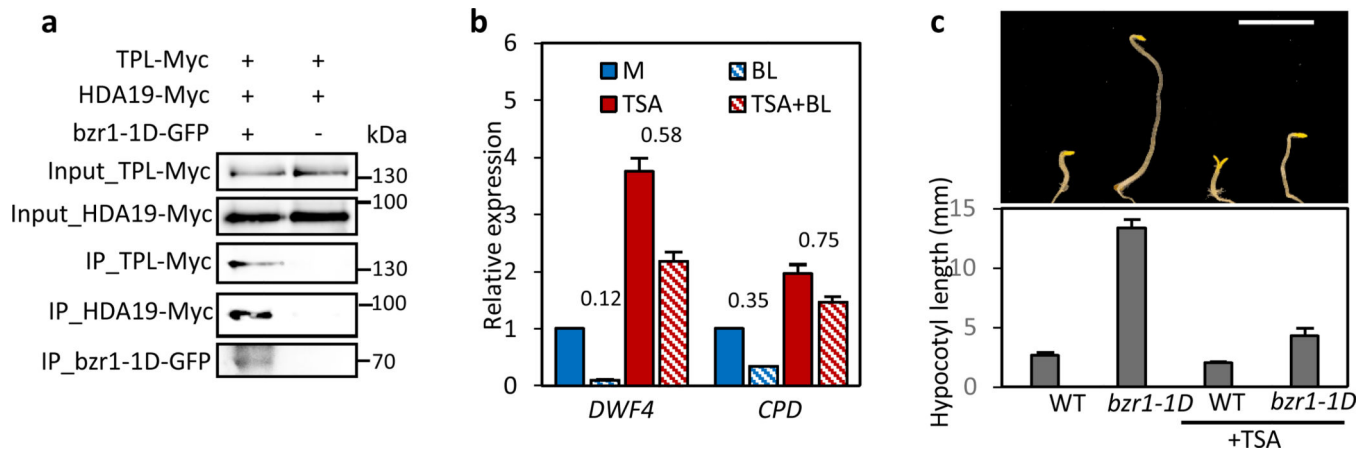 a
TPL-Myc + +
HDA19-Myc + +
bzr1-1D-GFP + - kDa
Input_TPL-Myc 130
Input_HDA19-Myc 100
IP_TPL-Myc 130
IP_HDA19-Myc 100
IP_bzr1-1D-GFP 70
b
Relative expression
6
5
4
3
2
1
0
M BL
TSA TSA+BL
0.12
0.58
0.35
0.75
DWF4 CPD
c
Hypocotyl length (mm)
15
10
5
0
WT bzr1-1D WT bzr1-1D
+TSA